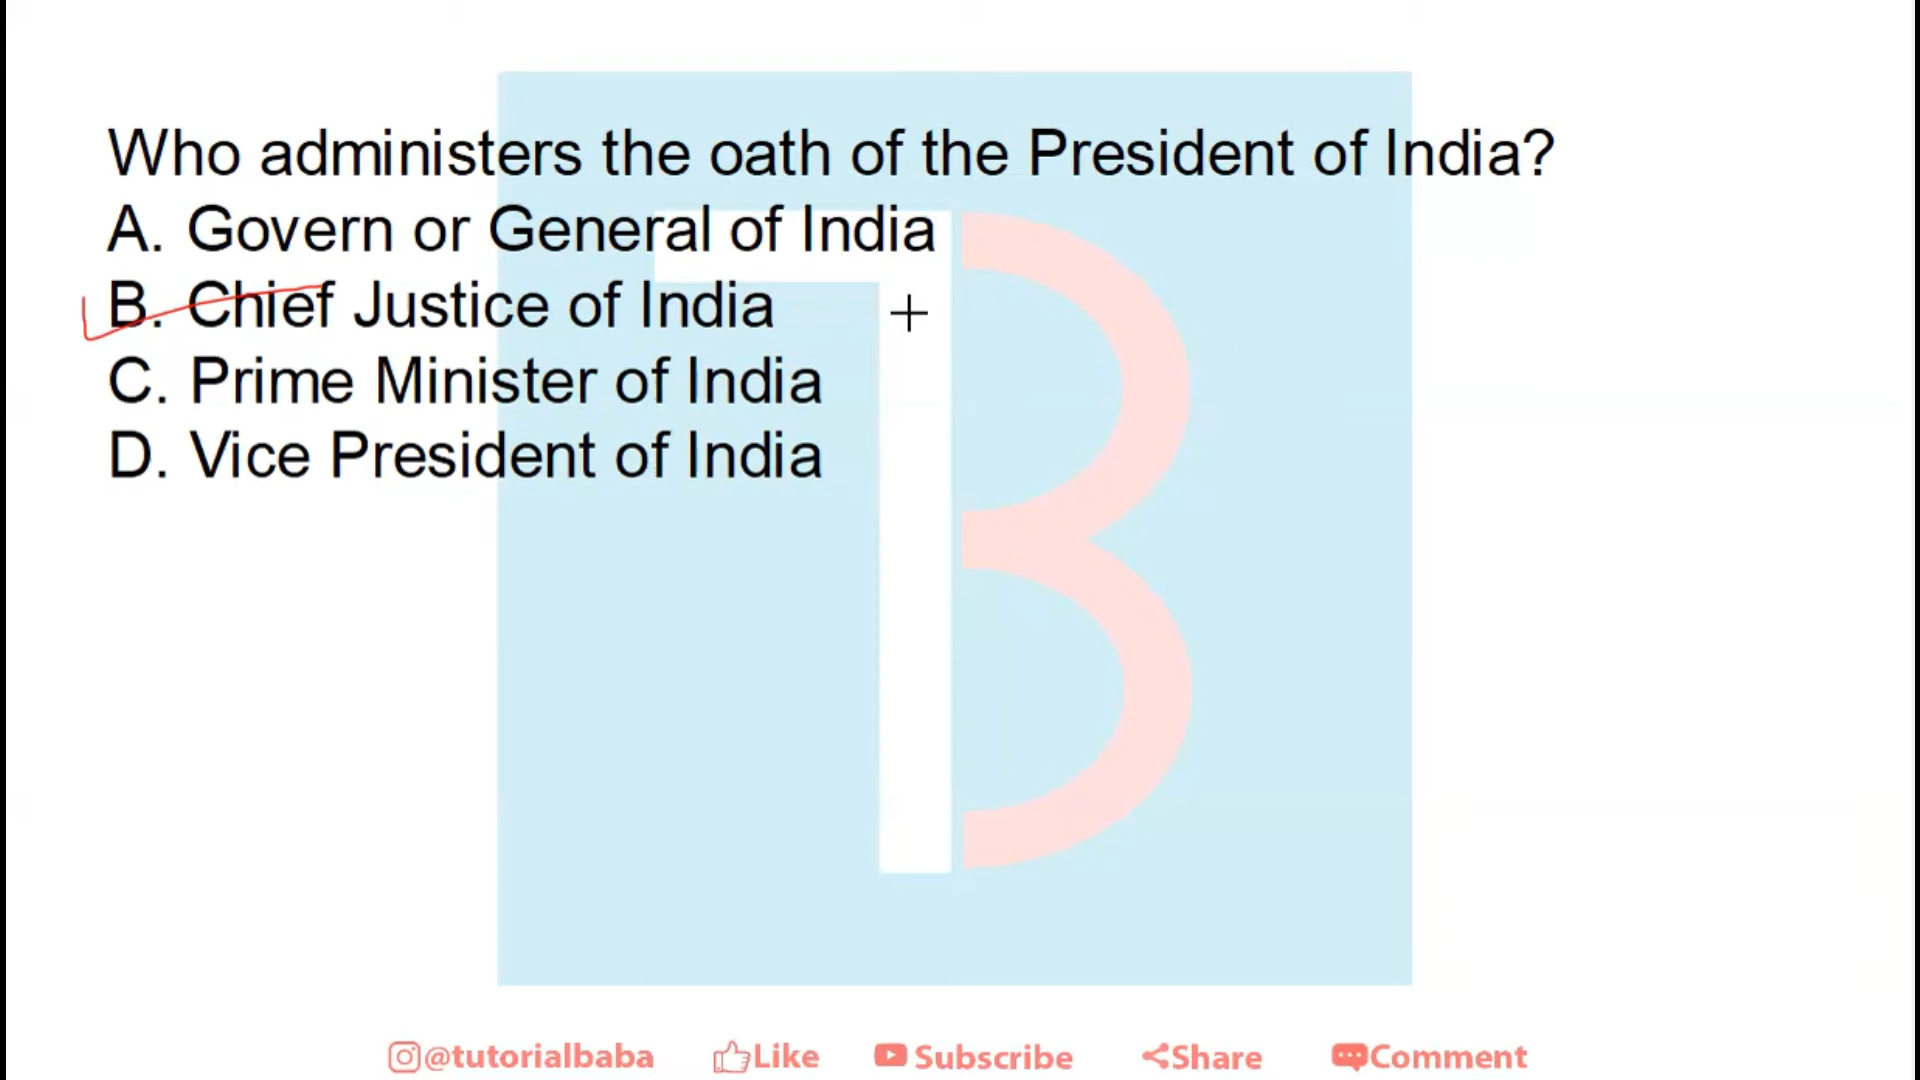 Who administers the oath of the President of India?
A. Govern or General of India
B. Chief Justice of India
C. Prime Minister of India
D. Vice President of India
@tutorialbaba Like Subscribe Share Comment